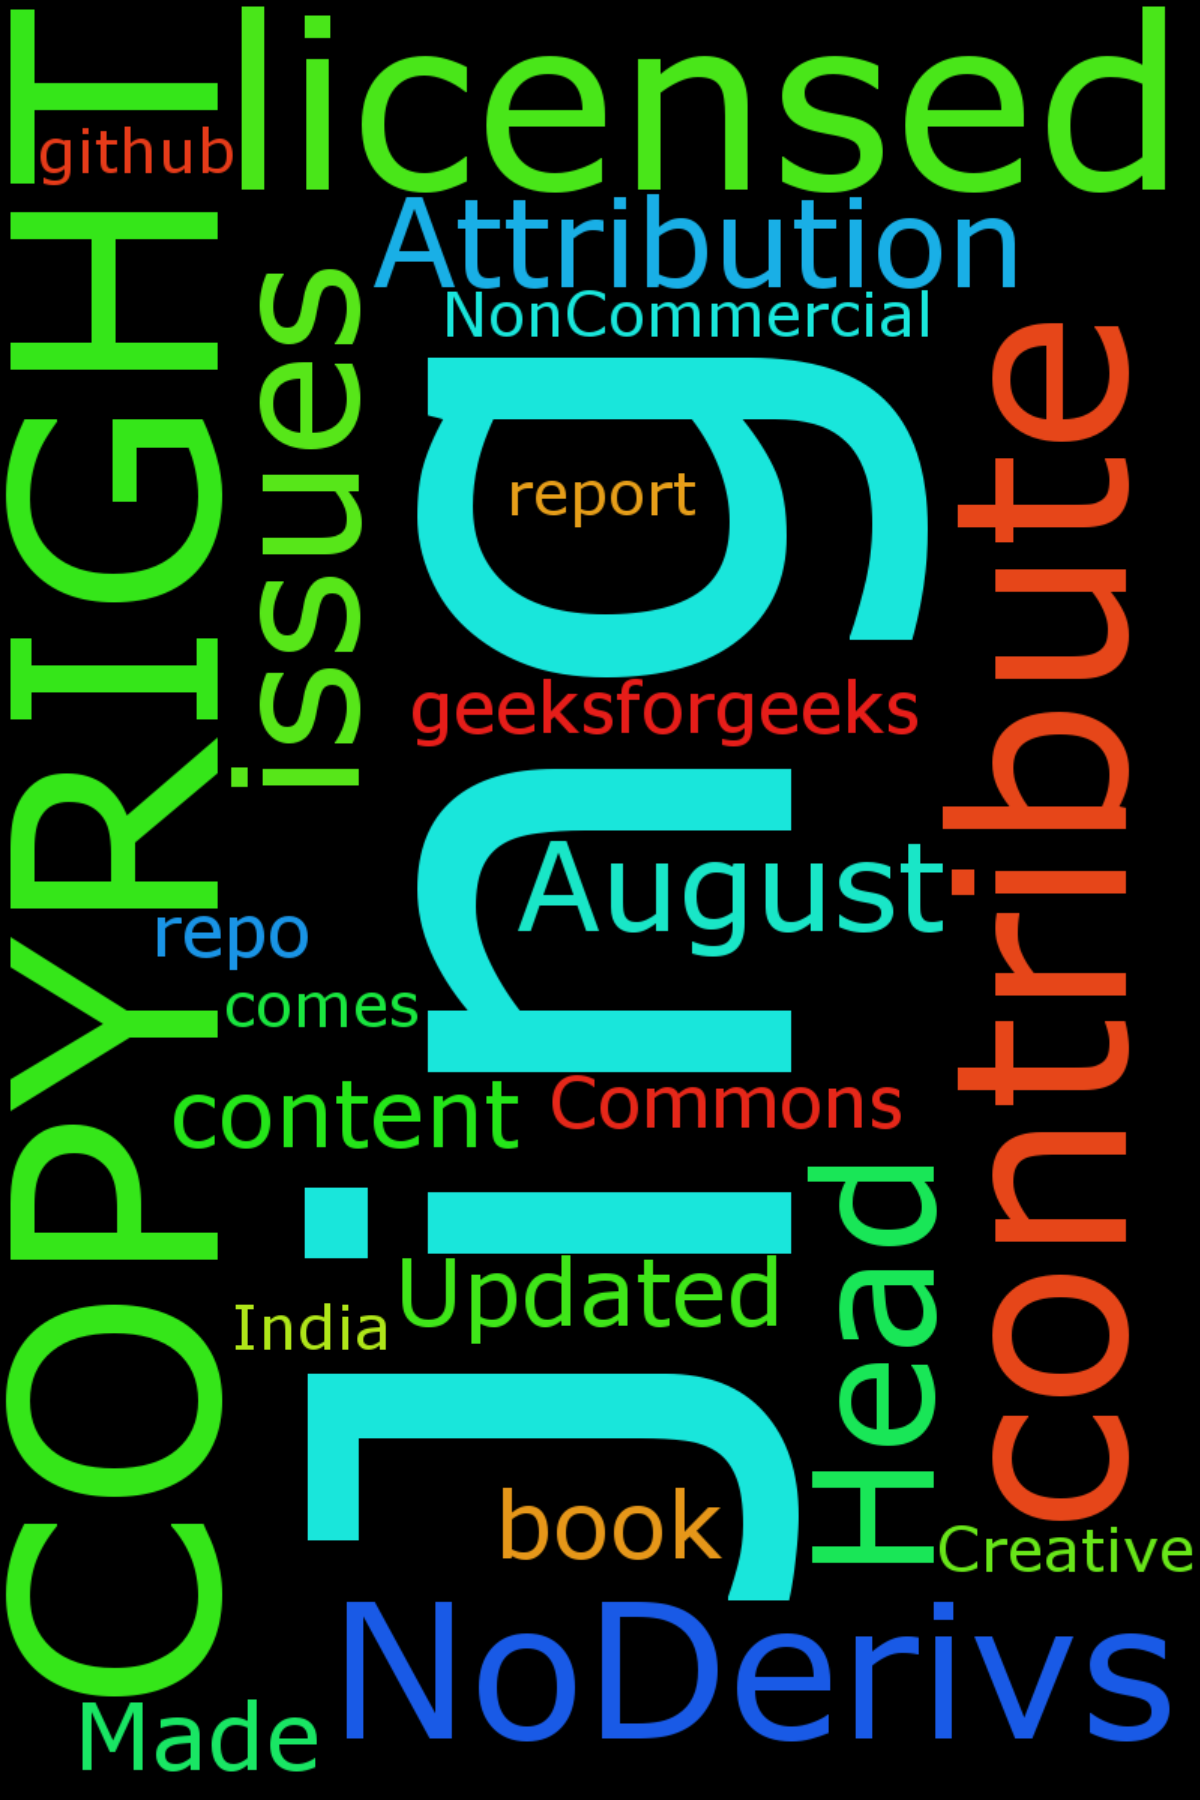 COPYRIGHT
licensed
github
Attribution
NonCommercial
issues
Jing
report
contribute
geeksforgeeks
August
repo
comes
content
Commons
Head
Updated
India
book
Creative
NoDerivs
Made